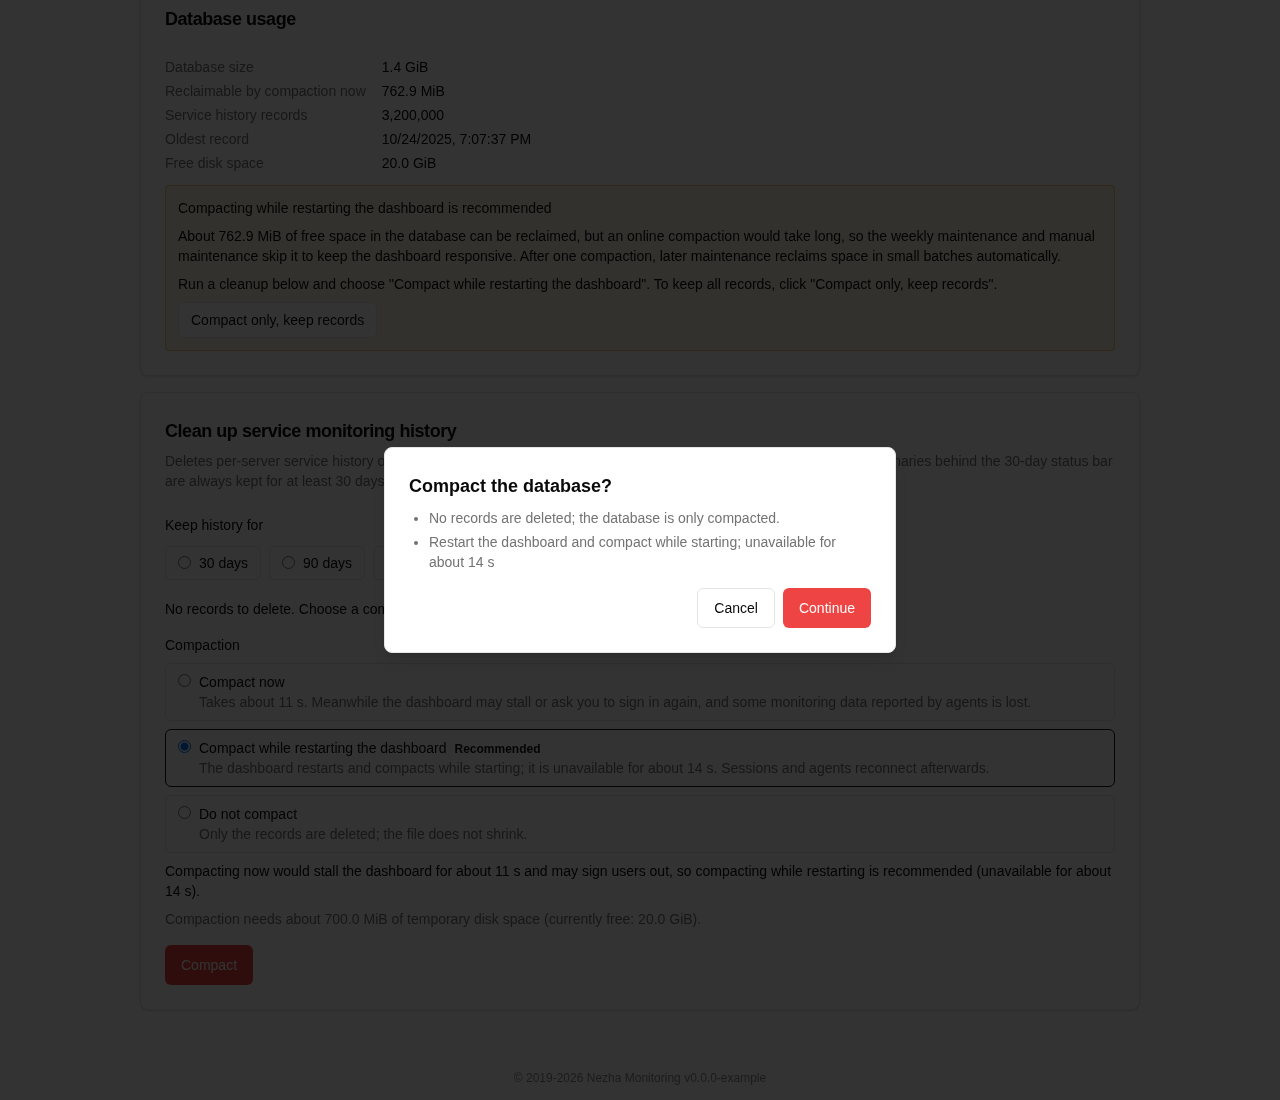 Database usage
Database size 1.4 GiB
Reclaimable by compaction now 762.9 MiB
Service history records 3,200,000
Oldest record 10/24/2025, 7:07:37 PM
Free disk space 20.0 GiB
Compacting while restarting the dashboard is recommended
About 762.9 MiB of free space in the database can be reclaimed, but an online compaction would take long, so the weekly maintenance and manual
maintenance skip it to keep the dashboard responsive. After one compaction, later maintenance reclaims space in small batches automatically.
Run a cleanup below and choose "Compact while restarting the dashboard". To keep all records, click "Compact only, keep records".
Compact only, keep records
Clean up service monitoring history
Deletes per-server service history
behind the 30-day status bar
are always kept for at least 30 days
Compact the database?
• No records are deleted; the database is only compacted.
• Restart the dashboard and compact while starting; unavailable for
about 14 s
Cancel Continue
Keep history for
30 days 90 days
No records to delete. Choose a
Compaction
Compact now
Takes about 11 s. Meanwhile the dashboard may stall or ask you to sign in again, and some monitoring data reported by agents is lost.
Compact while restarting the dashboard Recommended
The dashboard restarts and compacts while starting; it is unavailable for about 14 s. Sessions and agents reconnect afterwards.
Do not compact
Only the records are deleted; the file does not shrink.
Compacting now would stall the dashboard for about 11 s and may sign users out, so compacting while restarting is recommended (unavailable for about
14 s).
Compaction needs about 700.0 MiB of temporary disk space (currently free: 20.0 GiB).
Compact
© 2019-2026 Nezha Monitoring v0.0.0-example